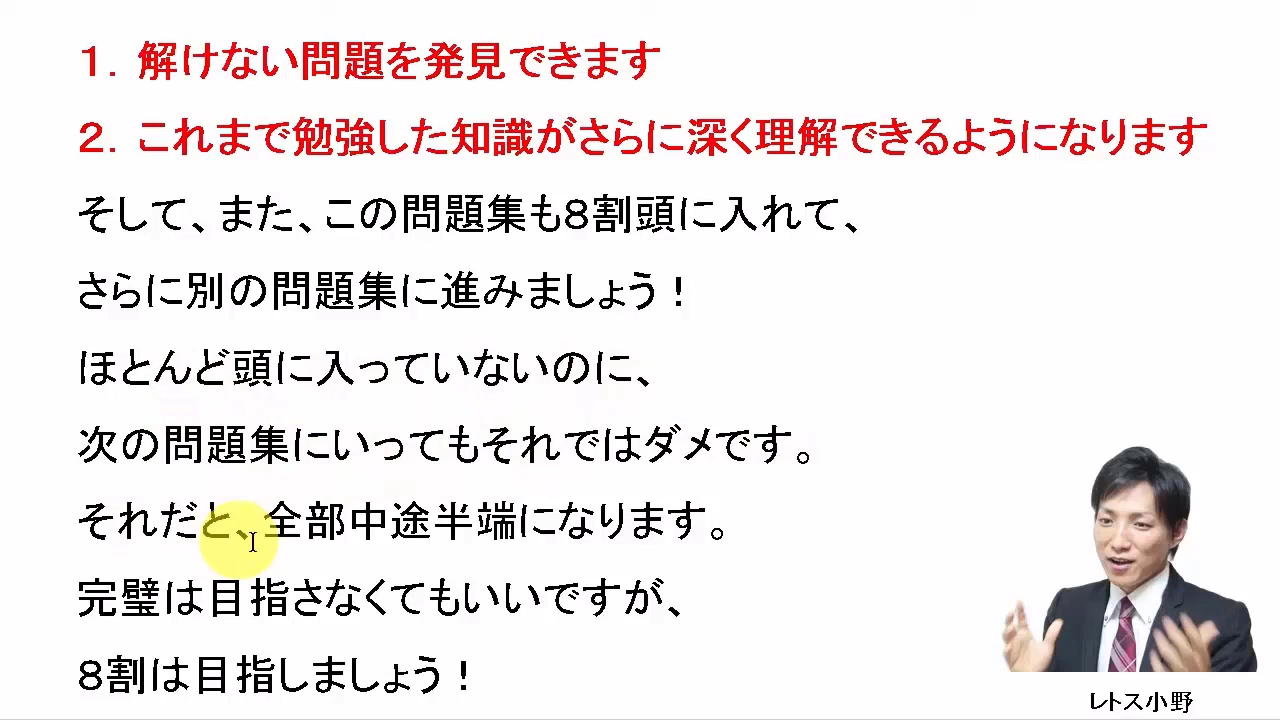 １．解けない問題を発見できます
２．これまで勉強した知識がさらに深く理解できるようになります
そして、また、この問題集も８割頭に入れて、
さらに別の問題集に進みましょう！
ほとんど頭に入っていないのに、
次の問題集にいってもそれではダメです。
それだと、全部中途半端になります。
完璧は目指さなくてもいいですが、
８割は目指しましょう！
レトス小野